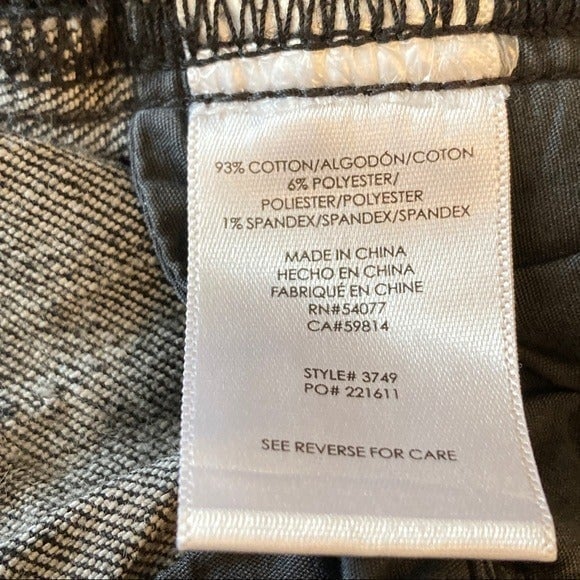 93% COTTON/ALGODÓN/COTON
6% POLYESTER/
POLIESTER/POLYESTER
1% SPANDEX/SPANDEX/SPANDEX
MADE IN CHINA
HECHO EN CHINA
FABRIQUÉ EN CHINE
RN#54077
CA#59814
STYLE# 3749
PO# 221611
SEE REVERSE FOR CARE